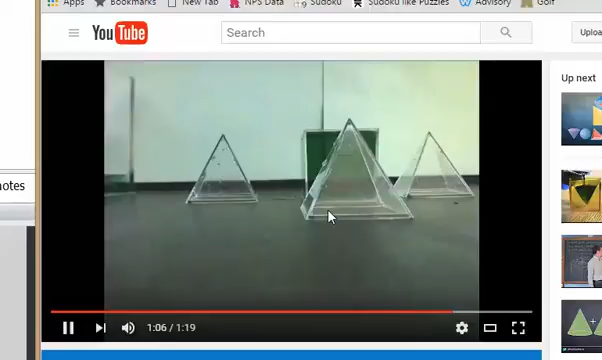 Apps Bookmarks New Tab NPS Data Sudoku Sudoku like Puzzles Advisory Golf
YouTube Search Uploa
Up next
notes
1:06 / 1:19